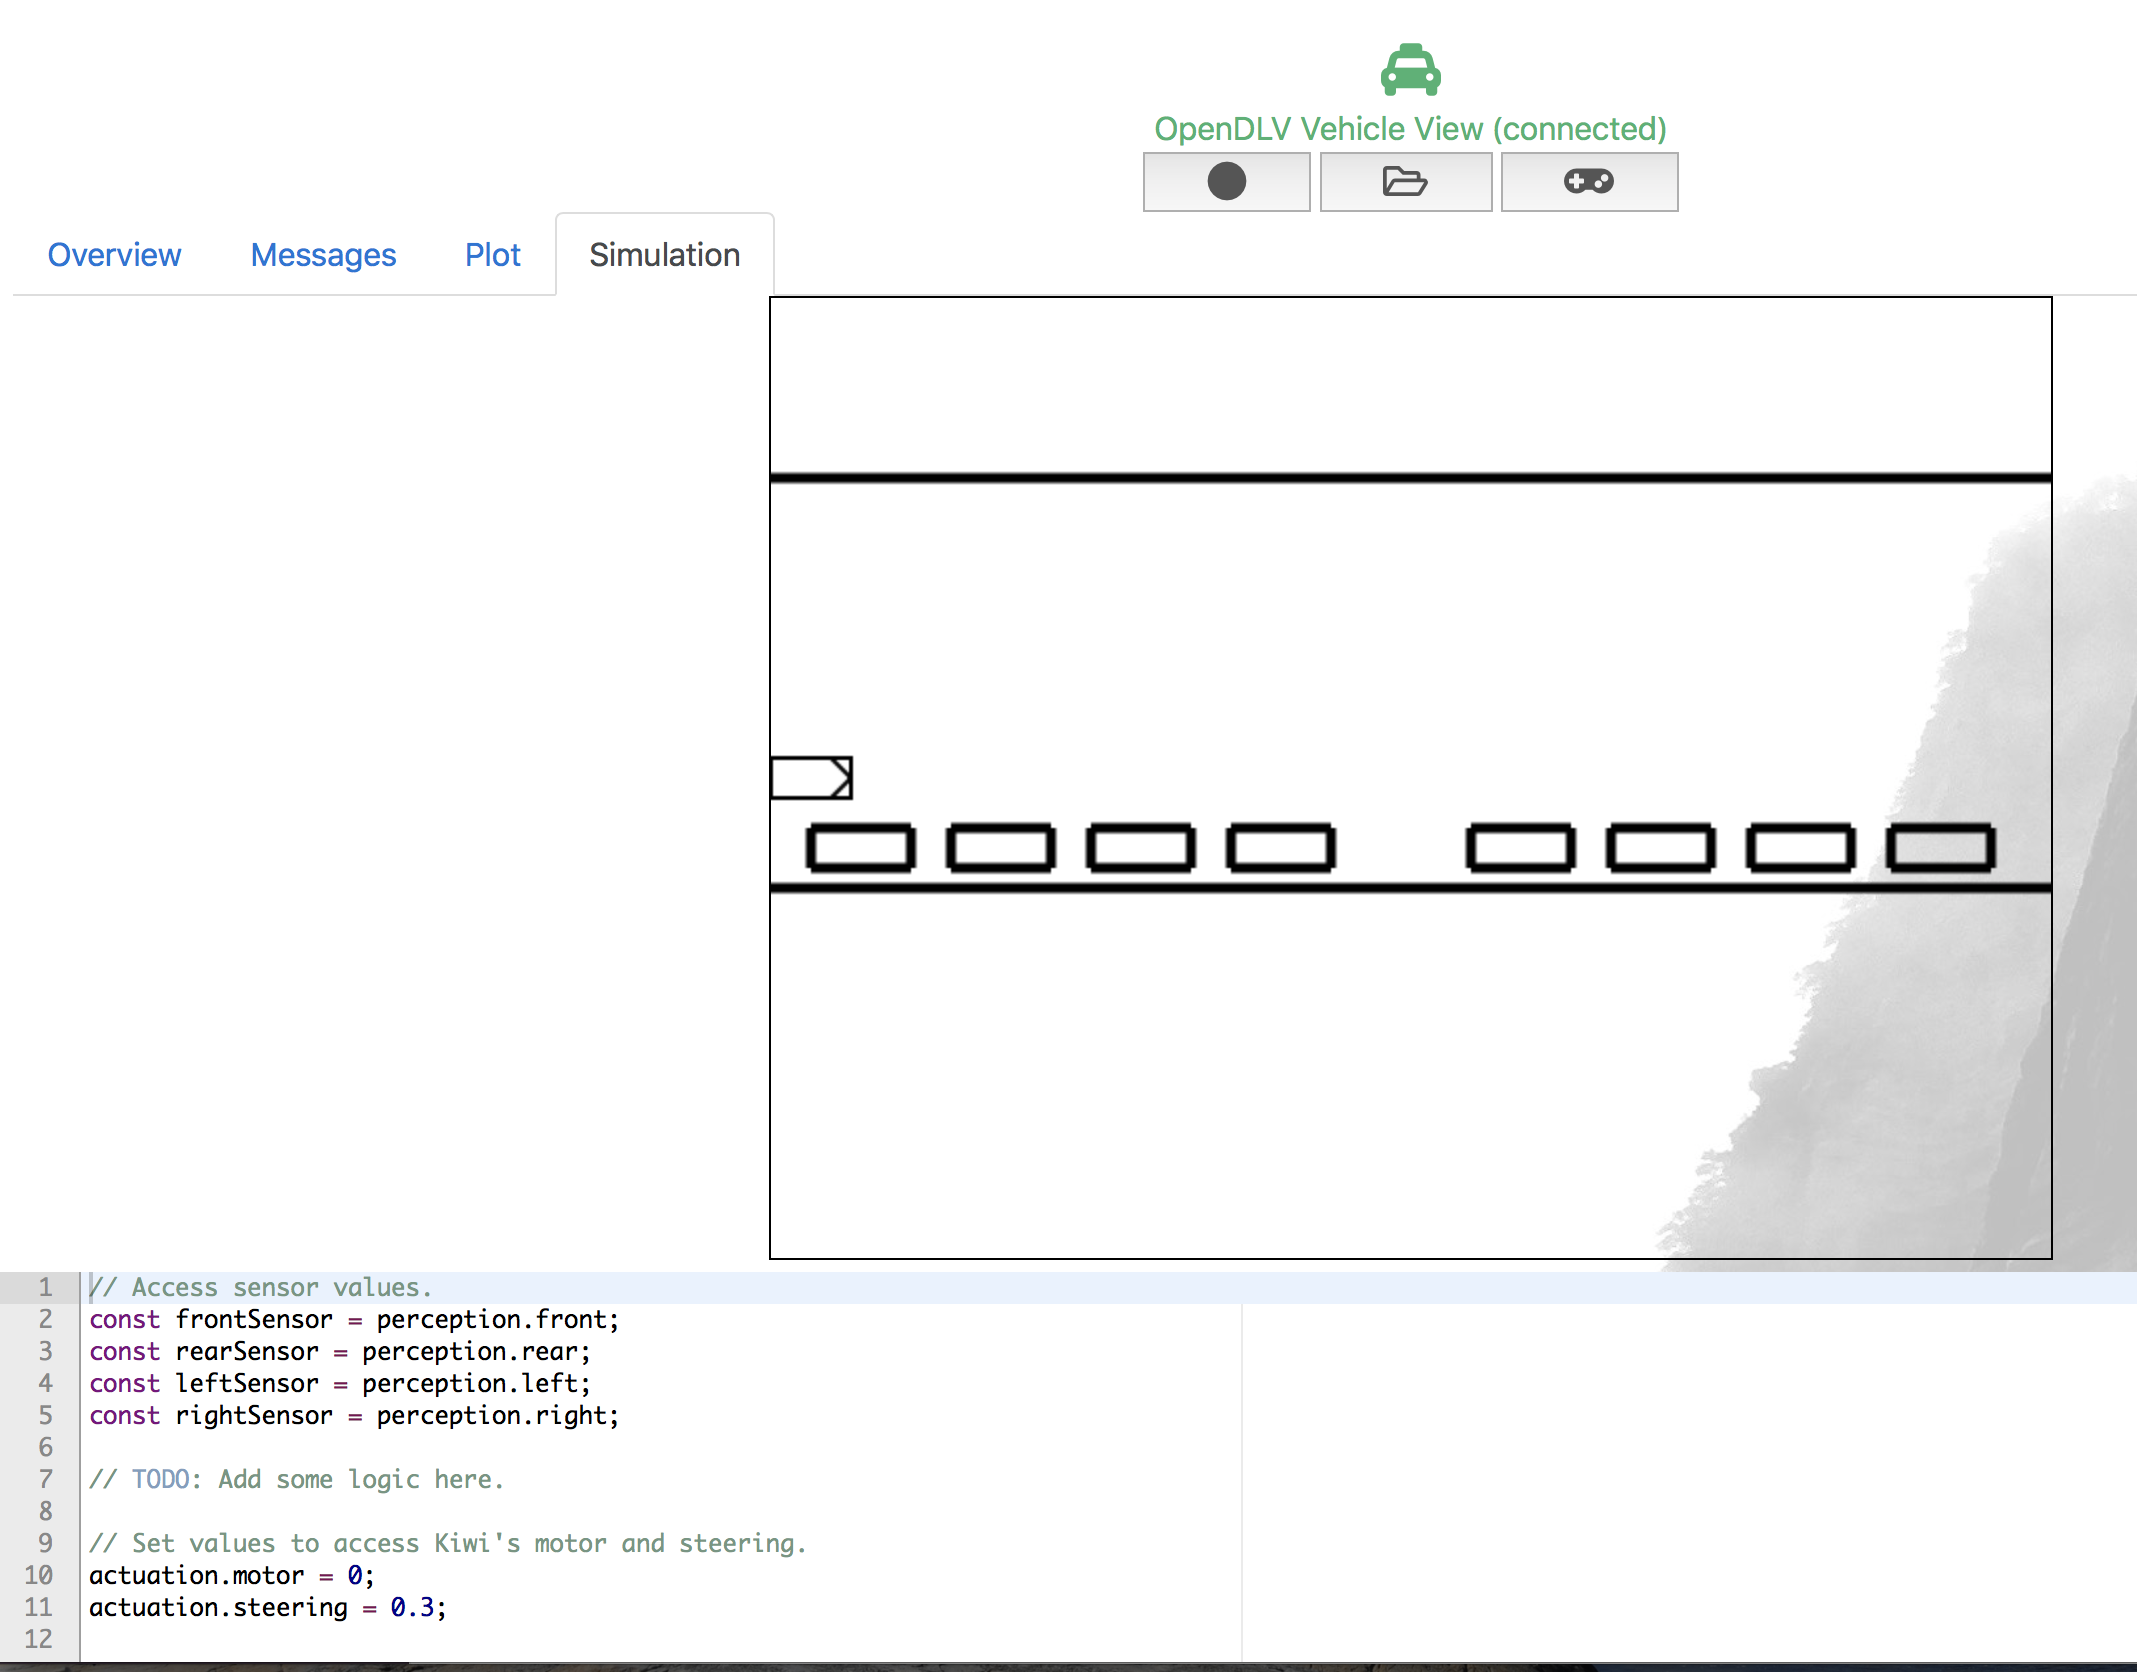 OpenDLV Vehicle View (connected)
Overview Messages Plot Simulation
1 // Access sensor values.
2 const frontSensor = perception.front;
3 const rearSensor = perception.rear;
4 const leftSensor = perception.left;
5 const rightSensor = perception.right;
6
7 // TODO: Add some logic here.
8
9 // Set values to access Kiwi's motor and steering.
10 actuation.motor = 0;
11 actuation.steering = 0.3;
12